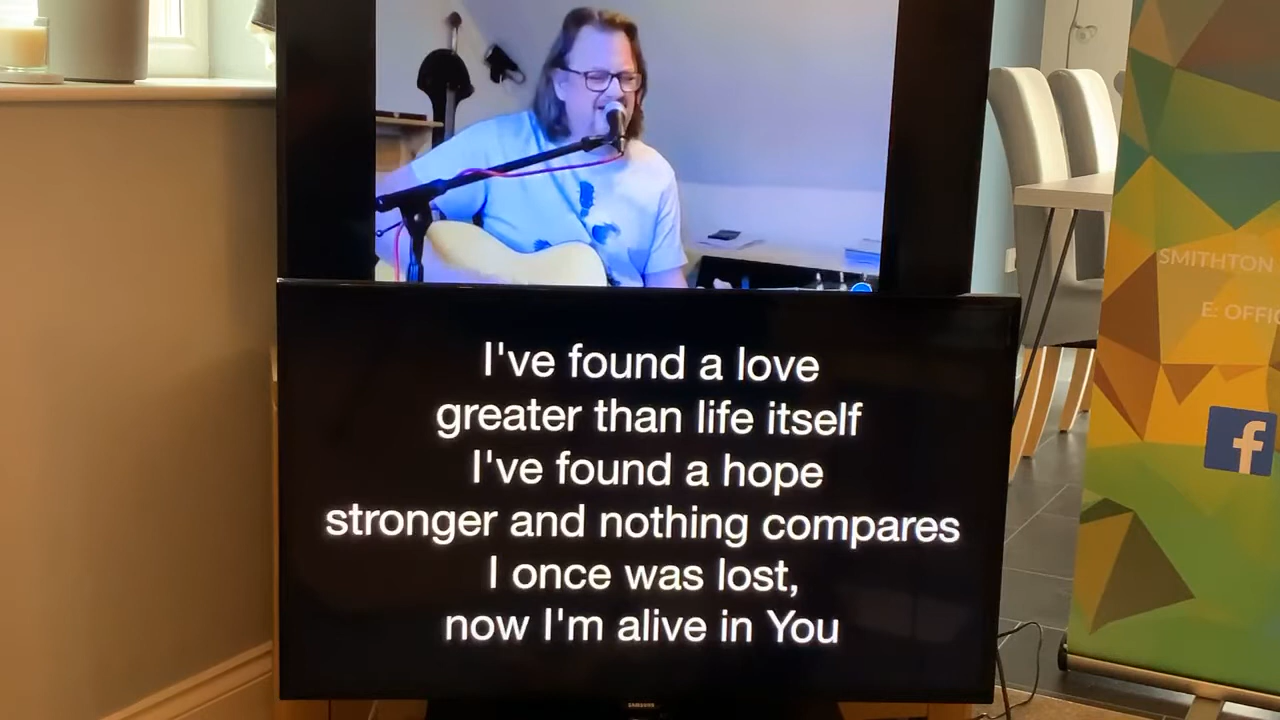 I've found a love
greater than life itself
I've found a hope
stronger and nothing compares
I once was lost,
now I'm alive in You
SAMSUNG
SMITHTON
E: OFFIC
f